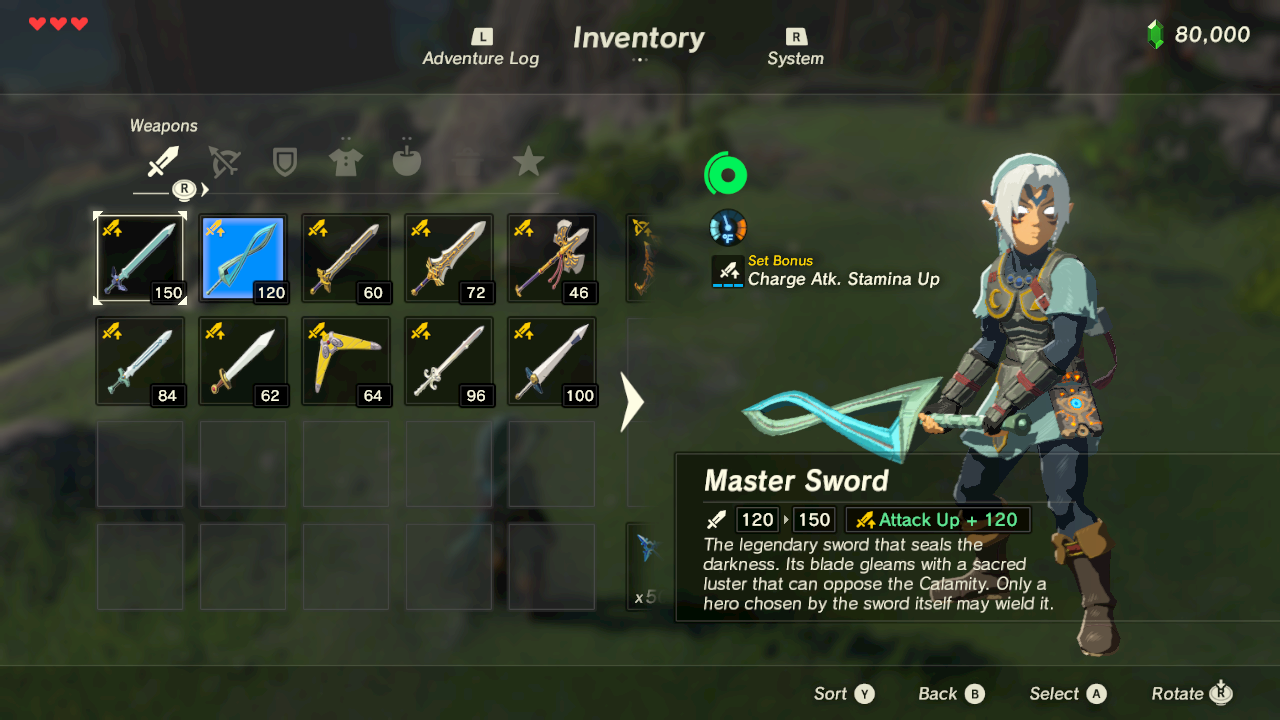 L
Adventure Log
Inventory
R
System
80,000
Weapons
R
150
120
60
72
46
84
62
64
96
100
x5
°F
Set Bonus
Charge Atk. Stamina Up
Master Sword
120 150 Attack Up + 120
The legendary sword that seals the
darkness. Its blade gleams with a sacred
luster that can oppose the Calamity. Only a
hero chosen by the sword itself may wield it.
Sort Y Back B Select A Rotate R